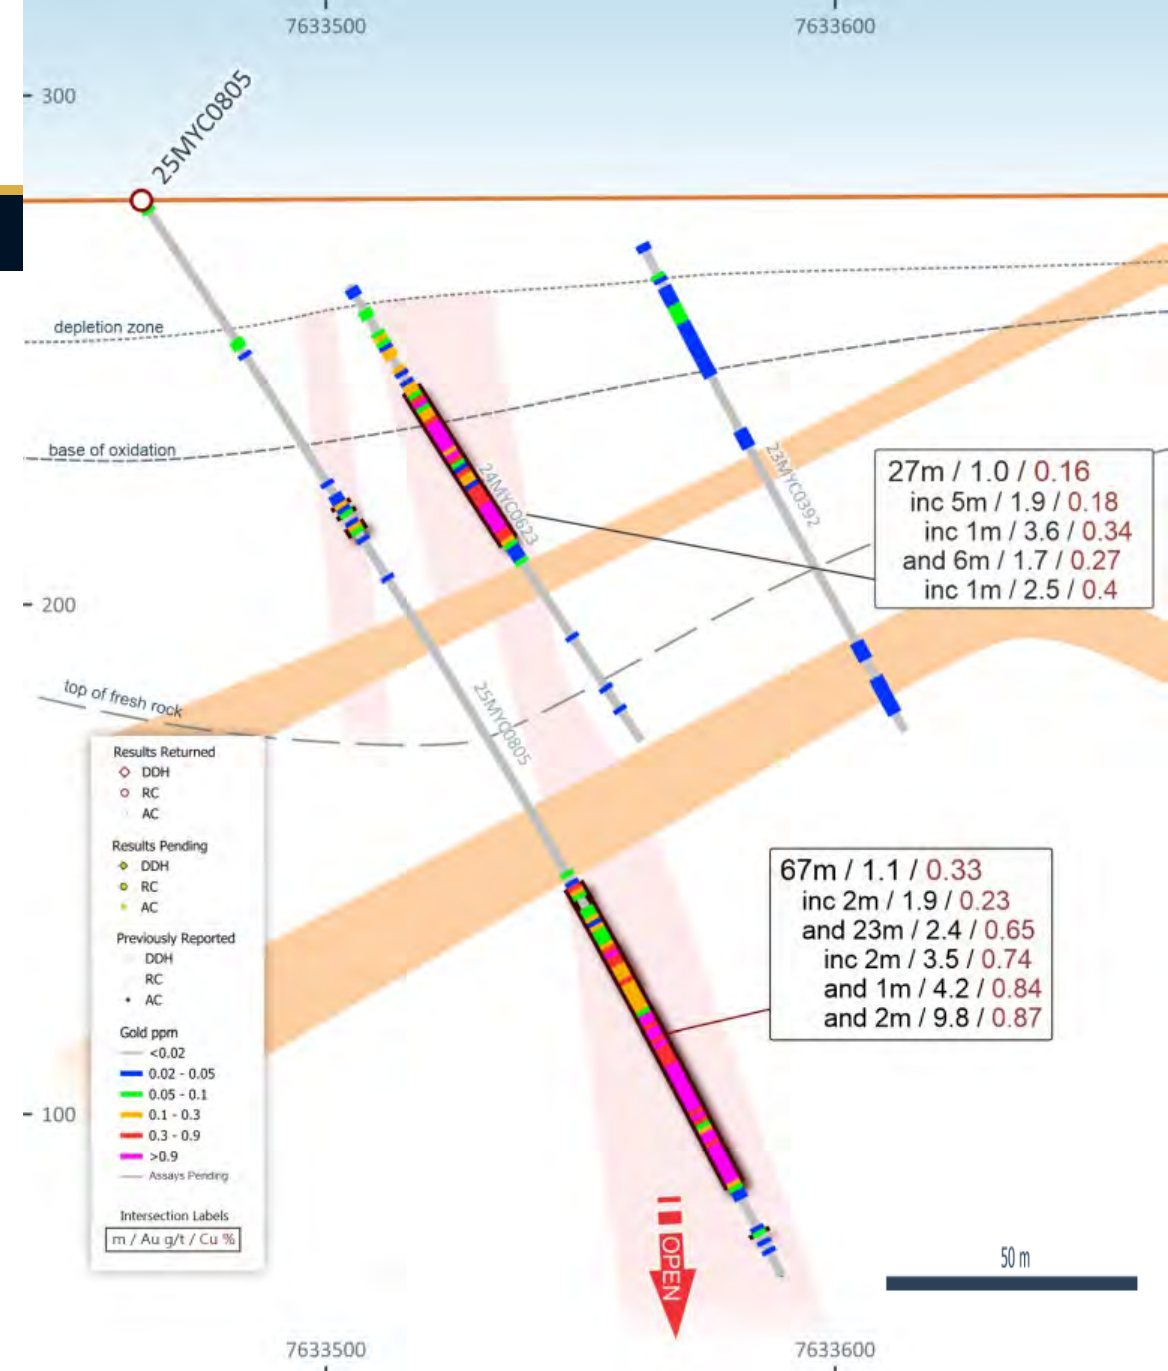 7633500
7633600
300
25MYC0805
depletion zone
base of oxidation
24MYC0623
23MYC0392
27m / 1.0 / 0.16
inc 5m / 1.9 / 0.18
inc 1m / 3.6 / 0.34
and 6m / 1.7 / 0.27
inc 1m / 2.5 / 0.4
200
top of fresh rock
25MYC0805
Results Returned
DDH
RC
AC
Results Pending
DDH
RC
AC
Previously Reported
DDH
RC
AC
Gold ppm
<0.02
0.02 - 0.05
0.05 - 0.1
0.1 - 0.3
0.3 - 0.9
>0.9
Assays Pending
Intersection Labels
m / Au g/t / Cu %
67m / 1.1 / 0.33
inc 2m / 1.9 / 0.23
and 23m / 2.4 / 0.65
inc 2m / 3.5 / 0.74
and 1m / 4.2 / 0.84
and 2m / 9.8 / 0.87
100
OPEN
50 m
7633500
7633600